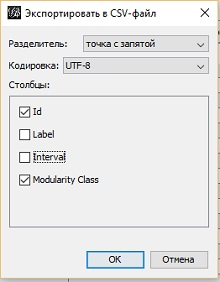 Экспортировать в CSV-файл
Разделитель: точка с запятой
Кодировка: UTF-8
Столбцы:
Id
Label
Interval
Modularity Class
OK Отмена